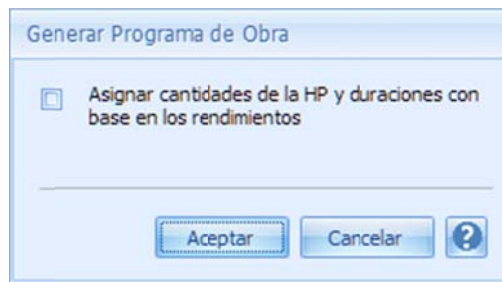 Generar Programa de Obra
Asignar cantidades de la HP y duraciones con
base en los rendimientos
Aceptar
Cancelar
?